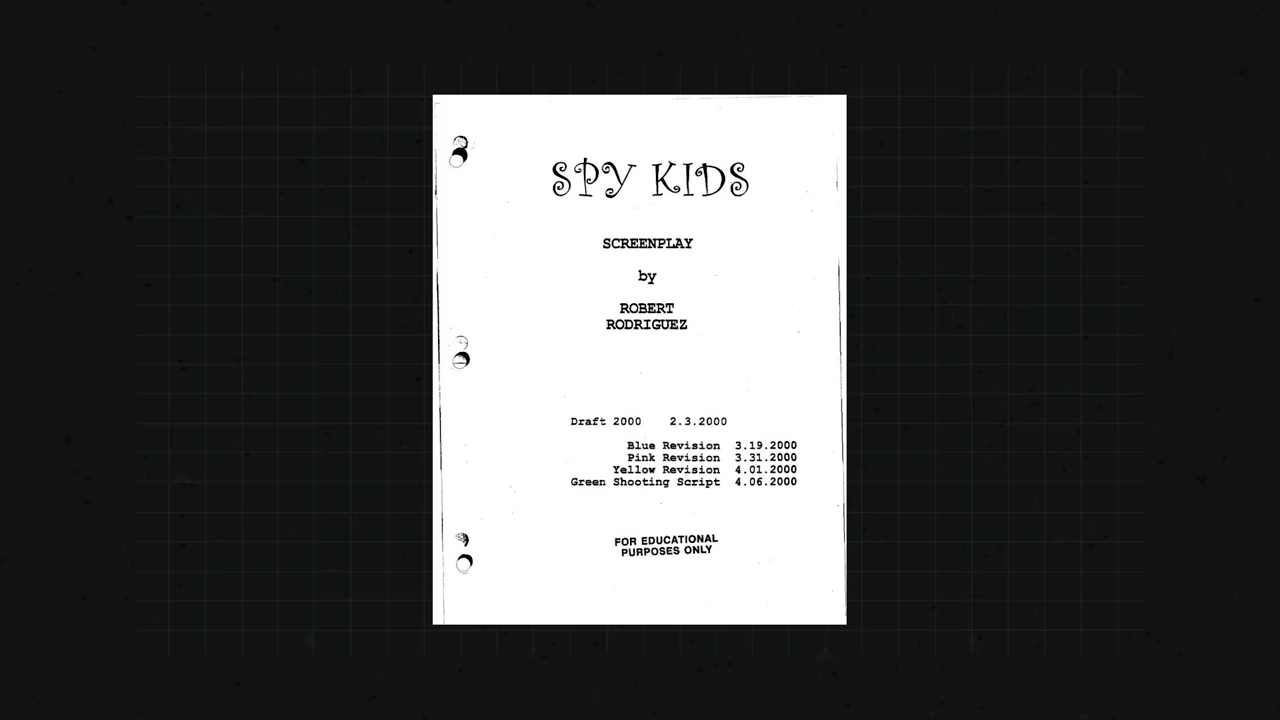 SPY KIDS
SCREENPLAY
by
ROBERT
RODRIGUEZ
Draft 2000 2.3.2000
Blue Revision 3.19.2000
Pink Revision 3.31.2000
Yellow Revision 4.01.2000
Green Shooting Script 4.06.2000
FOR EDUCATIONAL
PURPOSES ONLY